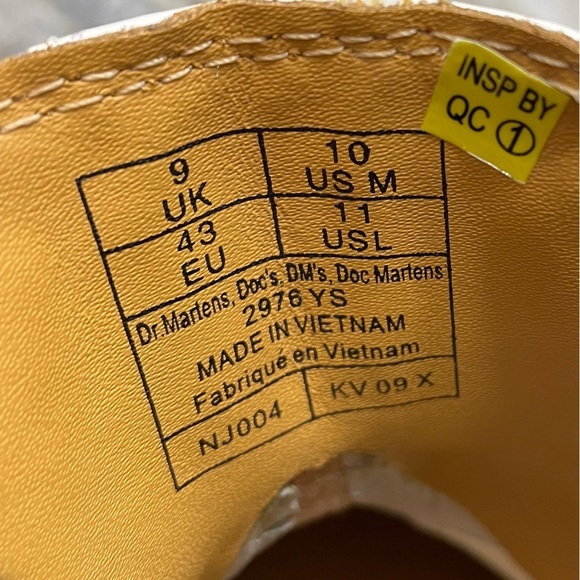 INSP BY
QC ①
9 UK
10 US M
43 EU
11 USL
Dr.Martens, Doc's, DM's, Doc Martens
2976 YS
MADE IN VIETNAM
Fabriqué en Vietnam
NJ004
KV 09 X